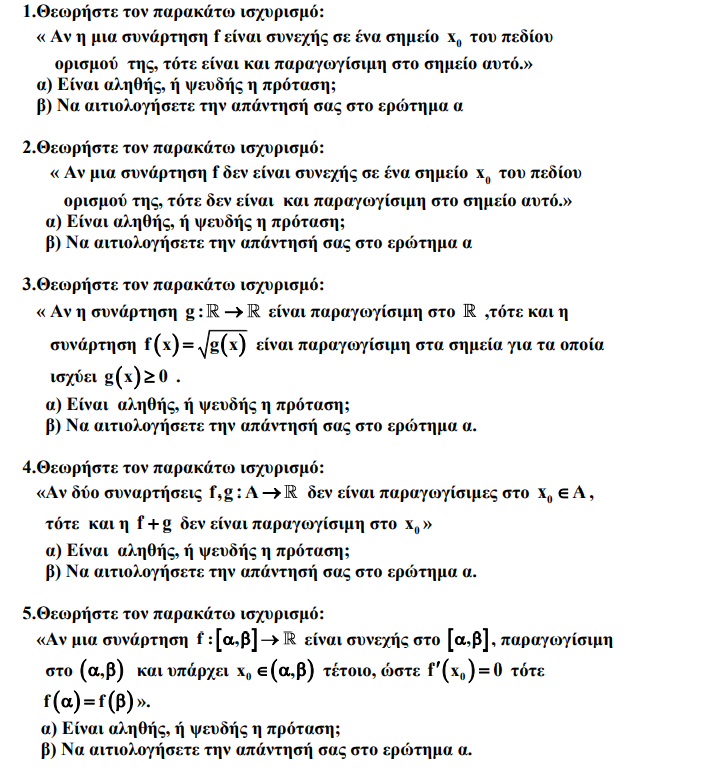 1.Θεωρήστε τον παρακάτω ισχυρισμό:
« Αν η μια συνάρτηση f είναι συνεχής σε ένα σημείο x₀ του πεδίου
ορισμού της, τότε είναι και παραγωγίσιμη στο σημείο αυτό.»
α) Είναι αληθής, ή ψευδής η πρόταση;
β) Να αιτιολογήσετε την απάντησή σας στο ερώτημα α
2.Θεωρήστε τον παρακάτω ισχυρισμό:
« Αν μια συνάρτηση f δεν είναι συνεχής σε ένα σημείο x₀ του πεδίου
ορισμού της, τότε δεν είναι και παραγωγίσιμη στο σημείο αυτό.»
α) Είναι αληθής, ή ψευδής η πρόταση;
β) Να αιτιολογήσετε την απάντησή σας στο ερώτημα α
3.Θεωρήστε τον παρακάτω ισχυρισμό:
« Αν η συνάρτηση g : ℝ → ℝ είναι παραγωγίσιμη στο ℝ ,τότε και η
συνάρτηση f(x) = √g(x) είναι παραγωγίσιμη στα σημεία για τα οποία
ισχύει g(x) ≥ 0 .
α) Είναι αληθής, ή ψευδής η πρόταση;
β) Να αιτιολογήσετε την απάντησή σας στο ερώτημα α.
4.Θεωρήστε τον παρακάτω ισχυρισμό:
«Αν δύο συναρτήσεις f,g : A → ℝ δεν είναι παραγωγίσιμες στο x₀ ∈ A ,
τότε και η f + g δεν είναι παραγωγίσιμη στο x₀ »
α) Είναι αληθής, ή ψευδής η πρόταση;
β) Να αιτιολογήσετε την απάντησή σας στο ερώτημα α.
5.Θεωρήστε τον παρακάτω ισχυρισμό:
«Αν μια συνάρτηση f : [α,β] → ℝ είναι συνεχής στο [α,β], παραγωγίσιμη
στο (α,β) και υπάρχει x₀ ∈ (α,β) τέτοιο, ώστε f′(x₀) = 0 τότε
f(α) = f(β) ».
α) Είναι αληθής, ή ψευδής η πρόταση;
β) Να αιτιολογήσετε την απάντησή σας στο ερώτημα α.